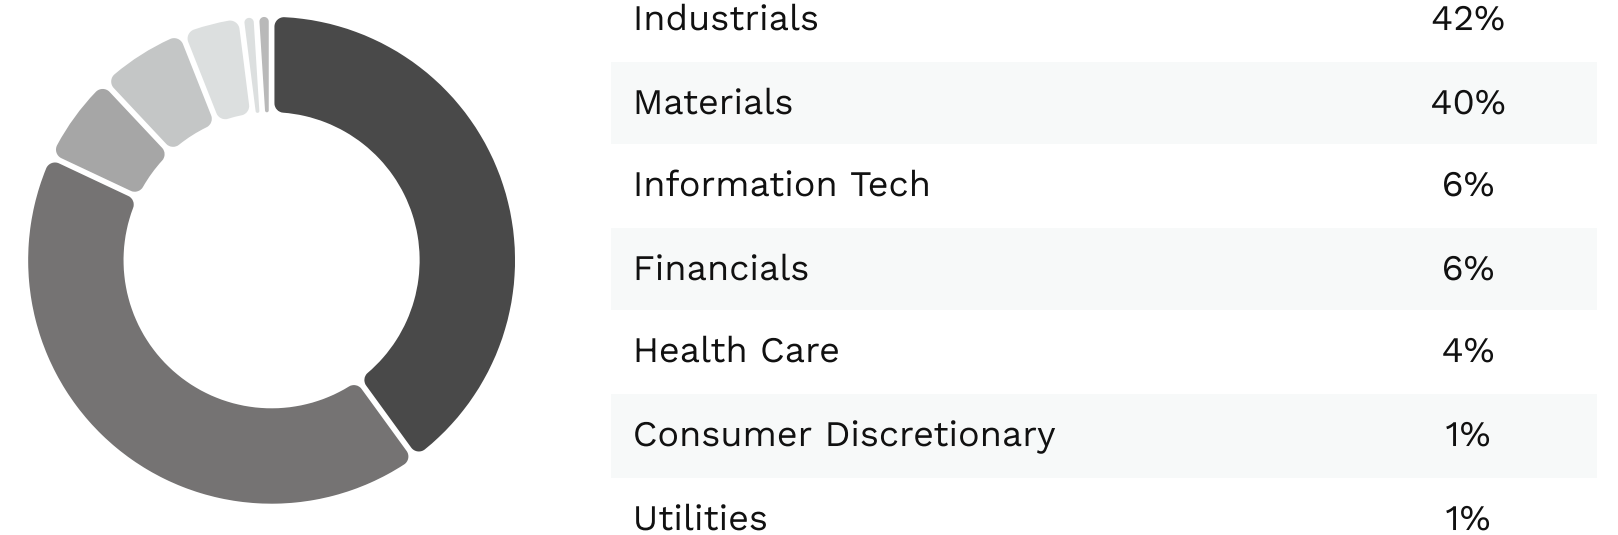 Industrials 42%
Materials 40%
Information Tech 6%
Financials 6%
Health Care 4%
Consumer Discretionary 1%
Utilities 1%